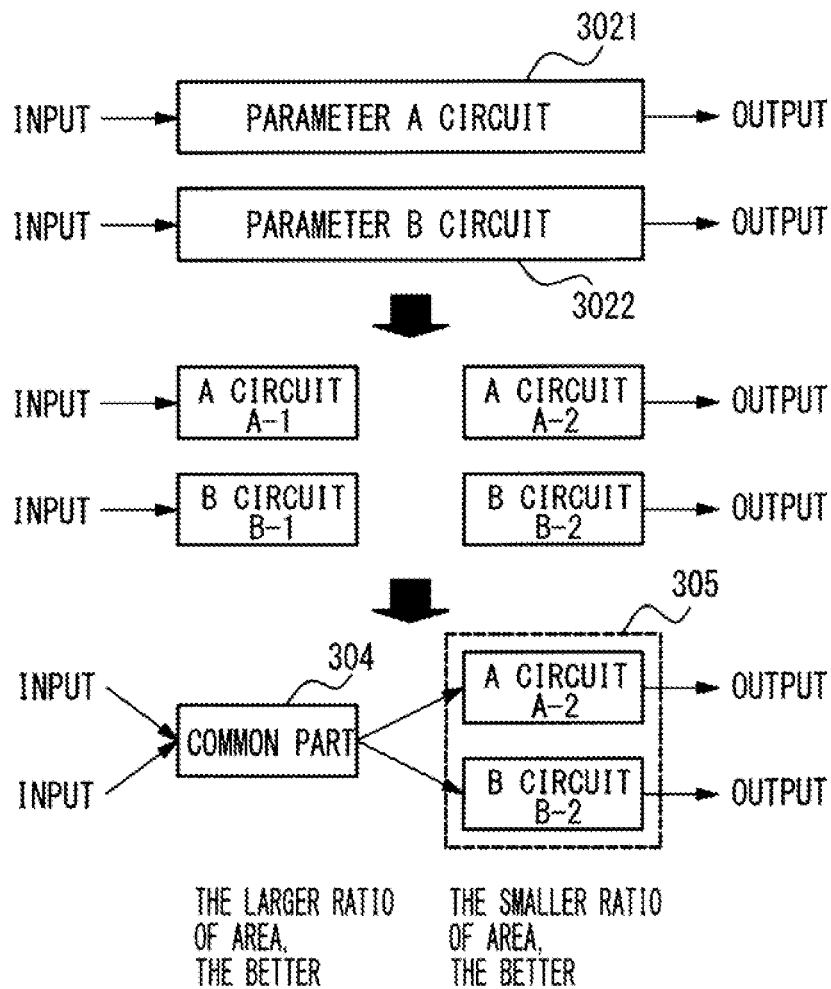 3021
INPUT PARAMETER A CIRCUIT OUTPUT
INPUT PARAMETER B CIRCUIT OUTPUT
3022
INPUT A CIRCUIT A CIRCUIT OUTPUT
A-1 A-2
INPUT B CIRCUIT B CIRCUIT OUTPUT
B-1 B-2
305
304
INPUT A CIRCUIT OUTPUT
A-2
COMMON PART
INPUT B CIRCUIT OUTPUT
B-2
THE LARGER RATIO
OF AREA,
THE BETTER
THE SMALLER RATIO
OF AREA,
THE BETTER